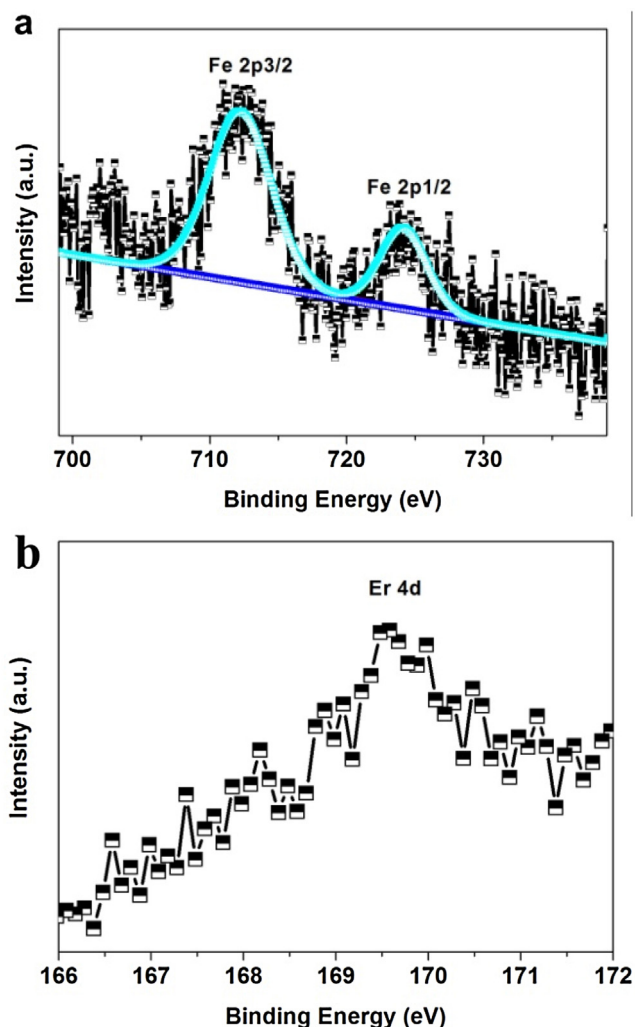 a
Fe 2p3/2
Fe 2p1/2
Intensity (a.u.)
700 710 720 730
Binding Energy (eV)
b
Er 4d
Intensity (a.u.)
166 167 168 169 170 171 172
Binding Energy (eV)